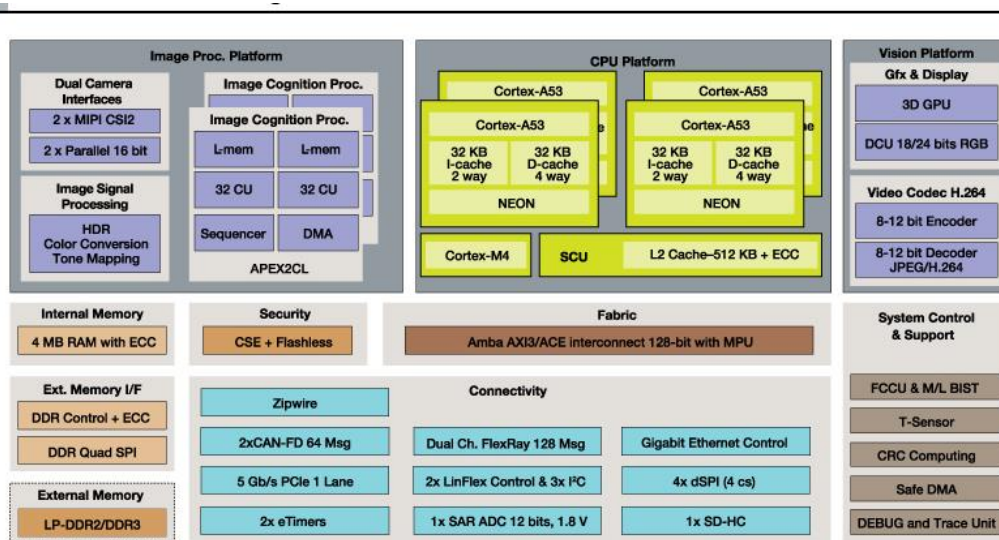 Image Proc. Platform
Dual Camera
Interfaces
2 x MIPI CSI2
2 x Parallel 16 bit
Image Signal
Processing
HDR
Color Conversion
Tone Mapping
Image Cognition Proc.
Image Cognition Proc.
L-mem
L-mem
32 CU
32 CU
Sequencer
DMA
APEX2CL
CPU Platform
Cortex-A53
Cortex-A53
32 KB
I-cache
2 way
32 KB
D-cache
4 way
NEON
Cortex-A53
Cortex-A53
32 KB
I-cache
2 way
32 KB
D-cache
4 way
NEON
Cortex-M4
SCU
L2 Cache–512 KB + ECC
Vision Platform
Gfx & Display
3D GPU
DCU 18/24 bits RGB
Video Codec H.264
8-12 bit Encoder
8-12 bit Decoder
JPEG/H.264
Internal Memory
4 MB RAM with ECC
Security
CSE + Flashless
Fabric
Amba AXI3/ACE interconnect 128-bit with MPU
System Control
& Support
FCCU & M/L BIST
T-Sensor
CRC Computing
Safe DMA
DEBUG and Trace Unit
Ext. Memory I/F
DDR Control + ECC
DDR Quad SPI
External Memory
LP-DDR2/DDR3
Connectivity
Zipwire
2xCAN-FD 64 Msg
Dual Ch. FlexRay 128 Msg
Gigabit Ethernet Control
5 Gb/s PCIe 1 Lane
2x LinFlex Control & 3x I²C
4x dSPI (4 cs)
2x eTimers
1x SAR ADC 12 bits, 1.8 V
1x SD-HC